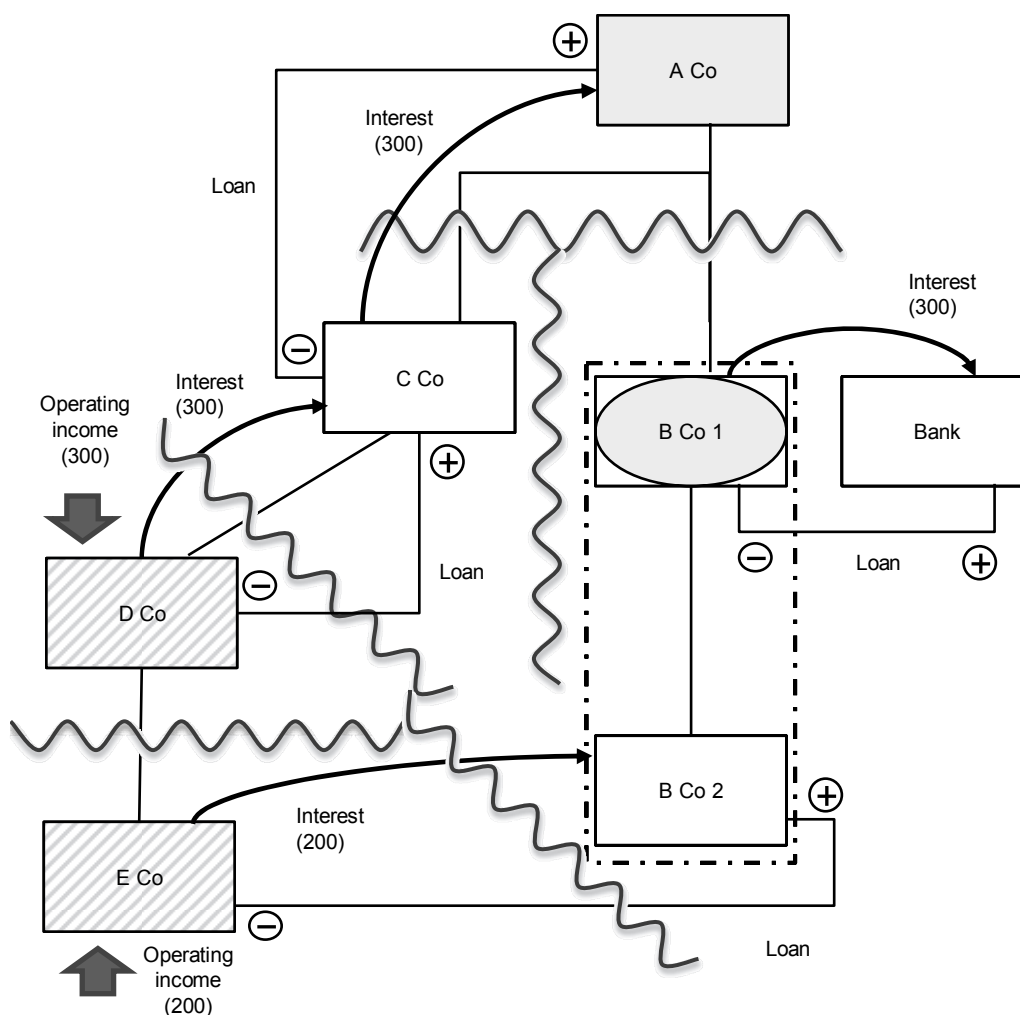 A Co
Interest
(300)
Loan
Interest
(300)
C Co
Interest
(300)
Operating
income
(300)
B Co 1
Bank
Loan
Loan
D Co
B Co 2
Interest
(200)
E Co
Loan
Operating
income
(200)